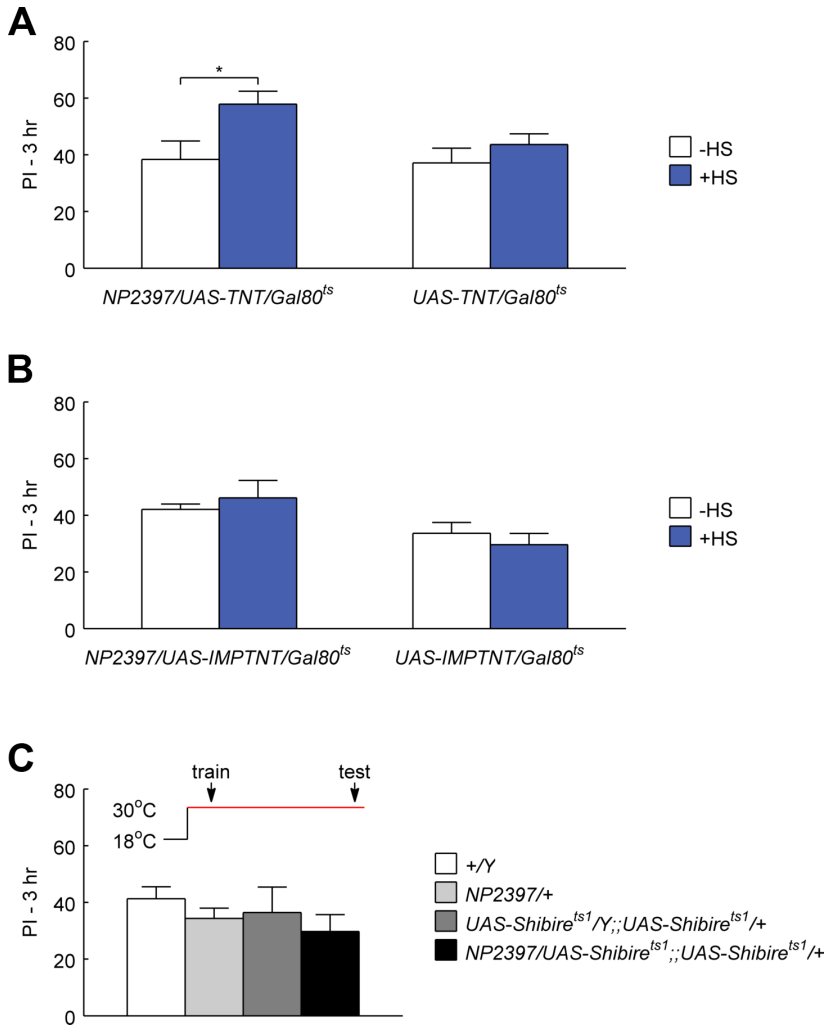 A
80
60
40
20
0
PI - 3 hr
*
-HS
+HS
NP2397/UAS-TNT/Gal80ts
UAS-TNT/Gal80ts
B
80
60
40
20
0
PI - 3 hr
-HS
+HS
NP2397/UAS-IMPTNT/Gal80ts
UAS-IMPTNT/Gal80ts
C
train
test
80
60
40
20
0
PI - 3 hr
30°C
18°C
+/Y
NP2397/+
UAS-Shibirets1/Y;;UAS-Shibirets1/+
NP2397/UAS-Shibirets1;;UAS-Shibirets1/+